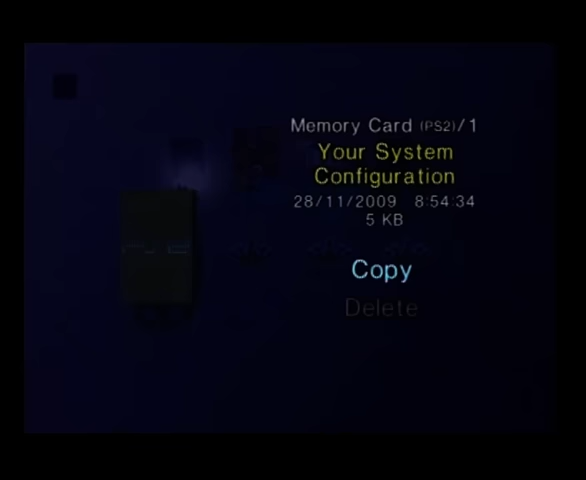 Memory Card (PS2)/1
Your System
Configuration
28/11/2009 8:54:34
5 KB
Copy
Delete